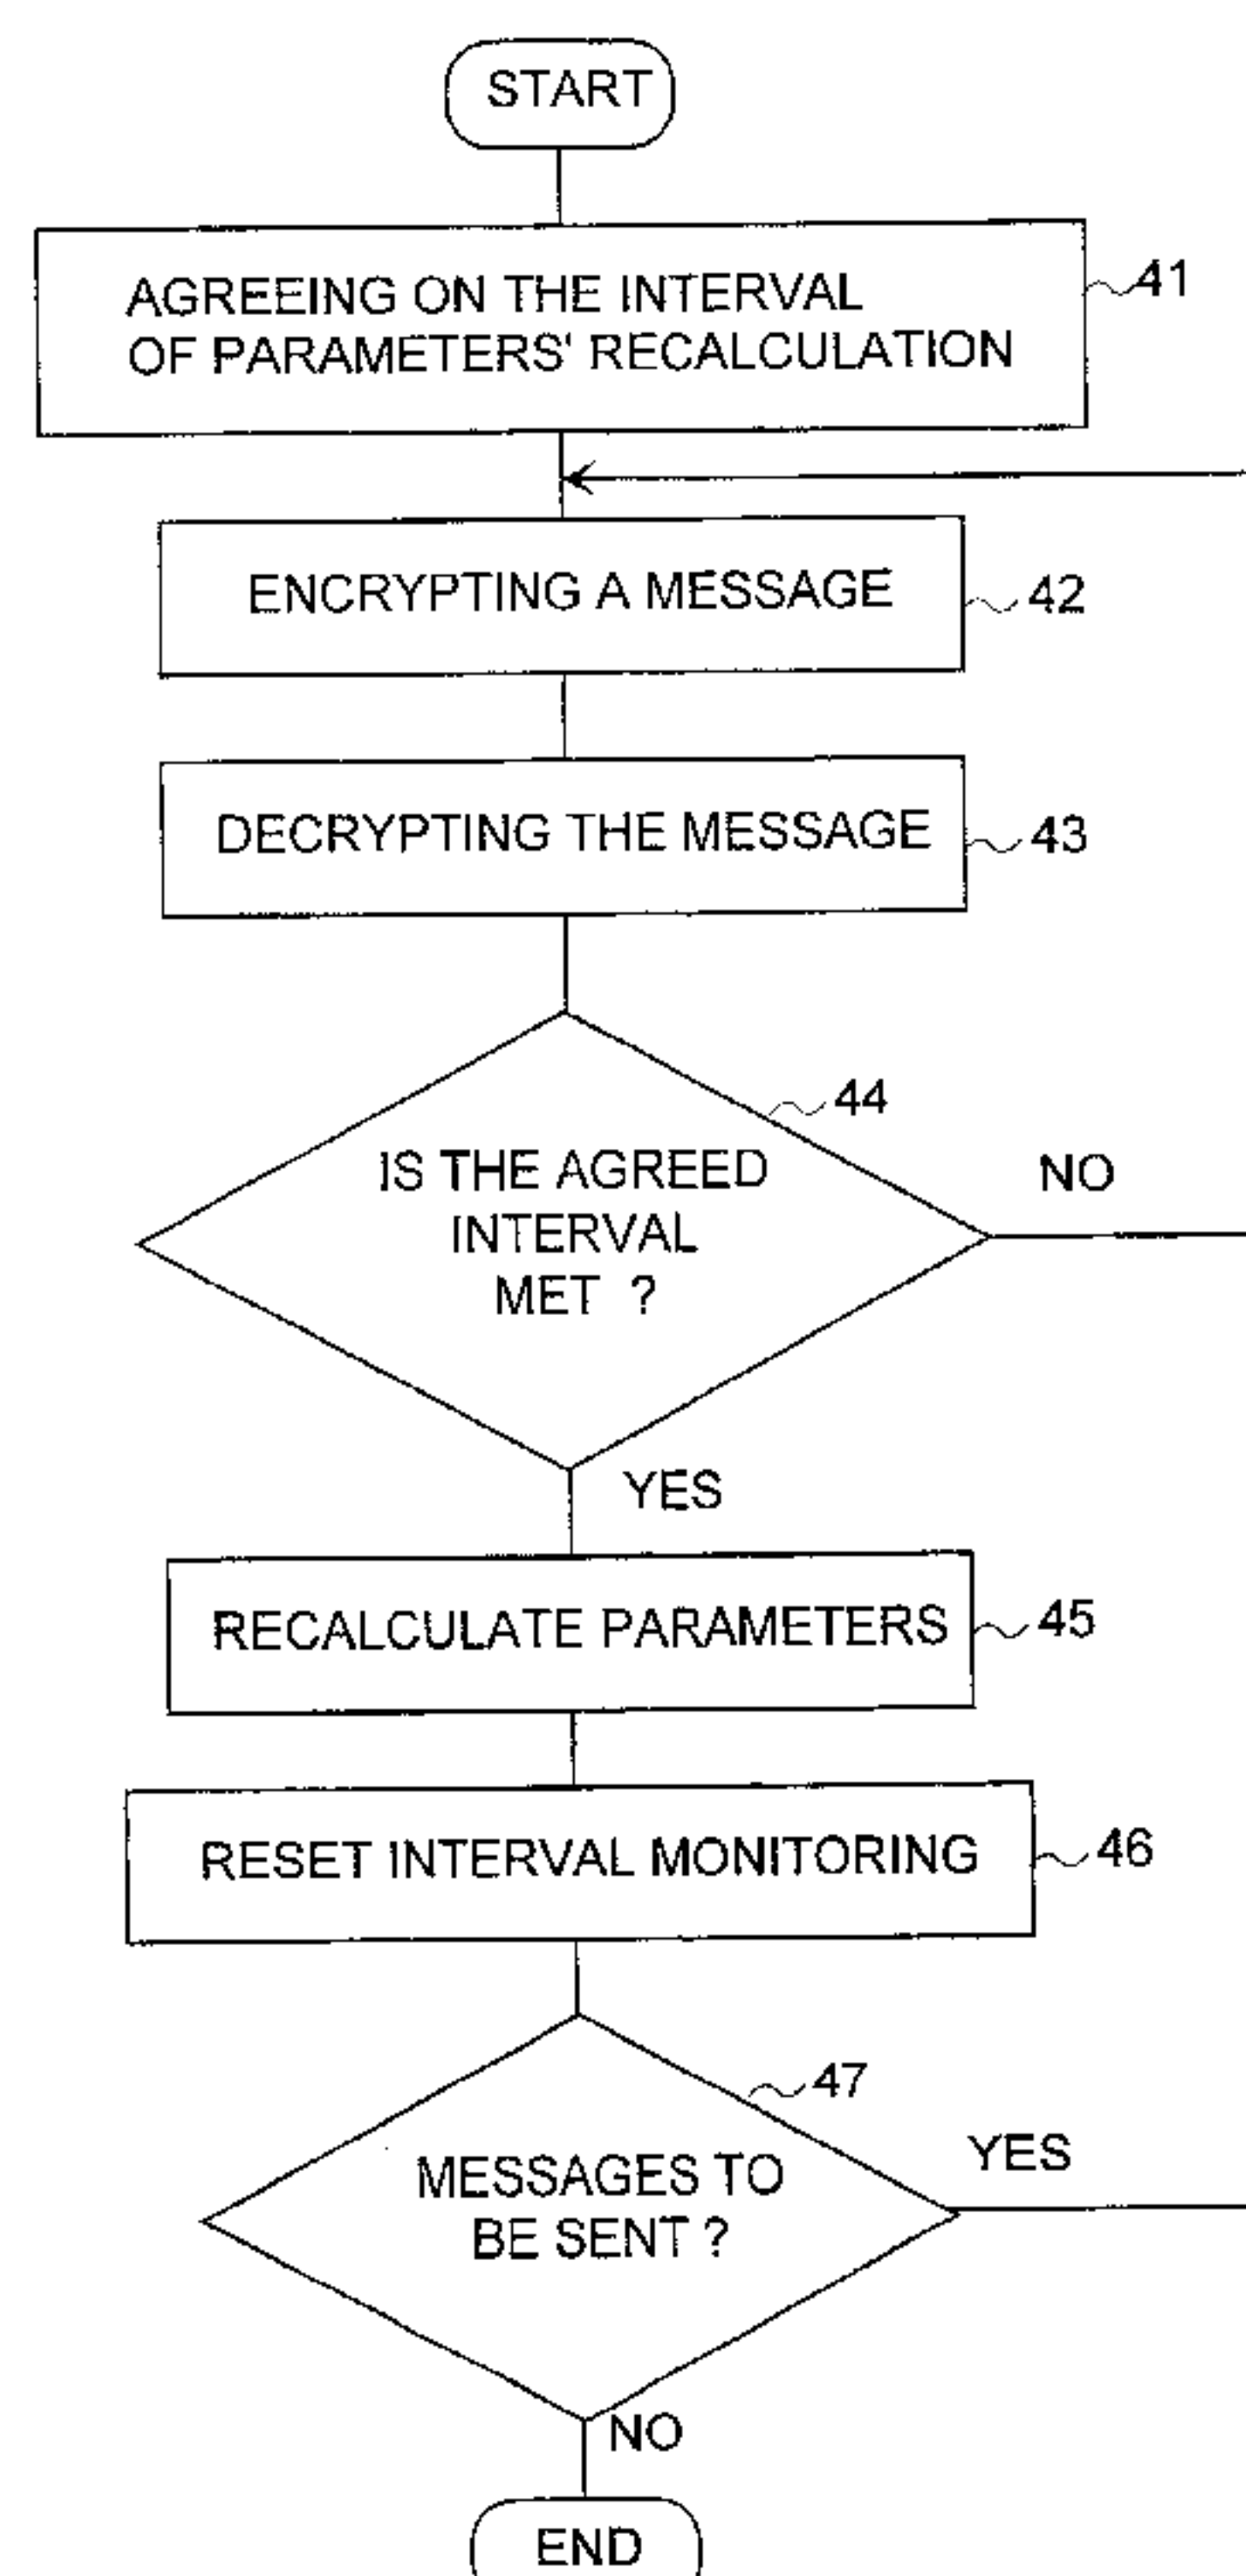 START
AGREEING ON THE INTERVAL
OF PARAMETERS' RECALCULATION
41
ENCRYPTING A MESSAGE
42
DECRYPTING THE MESSAGE
43
44
IS THE AGREED
INTERVAL
MET ?
NO
YES
RECALCULATE PARAMETERS
45
RESET INTERVAL MONITORING
46
47
MESSAGES TO
BE SENT ?
YES
NO
END